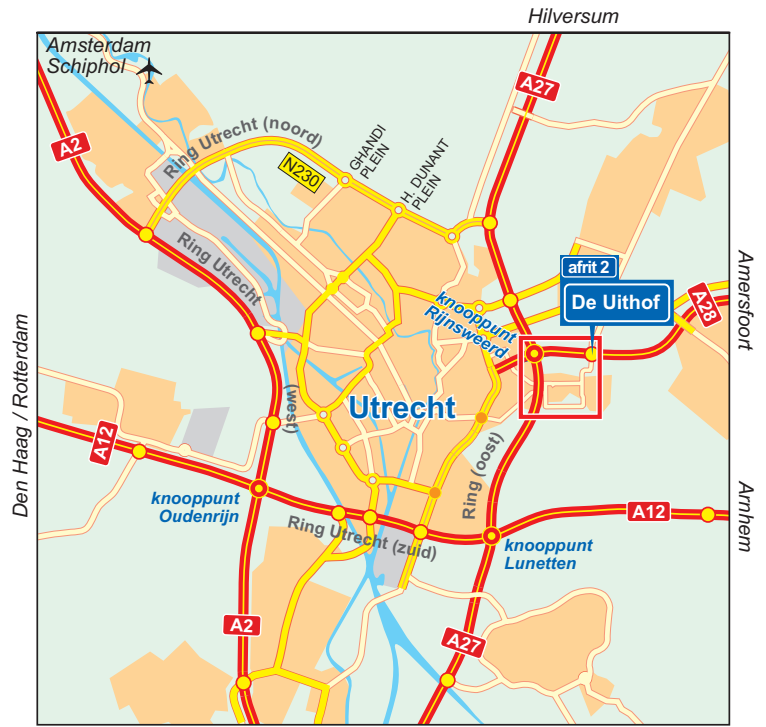 Hilversum
Amsterdam
Schiphol
A27
A2
Ring Utrecht (noord)
GHANDI
PLEIN
N230
H. DUNANT
PLEIN
Ring Utrecht
afrit 2
De Uithof
A28
Amersfoort
knooppunt
Rijnsweerd
Den Haag / Rotterdam
(west)
Utrecht
A12
Ring (oost)
knooppunt
Oudenrijn
Ring Utrecht (zuid)
A12
Arnhem
knooppunt
Lunetten
A2
A27